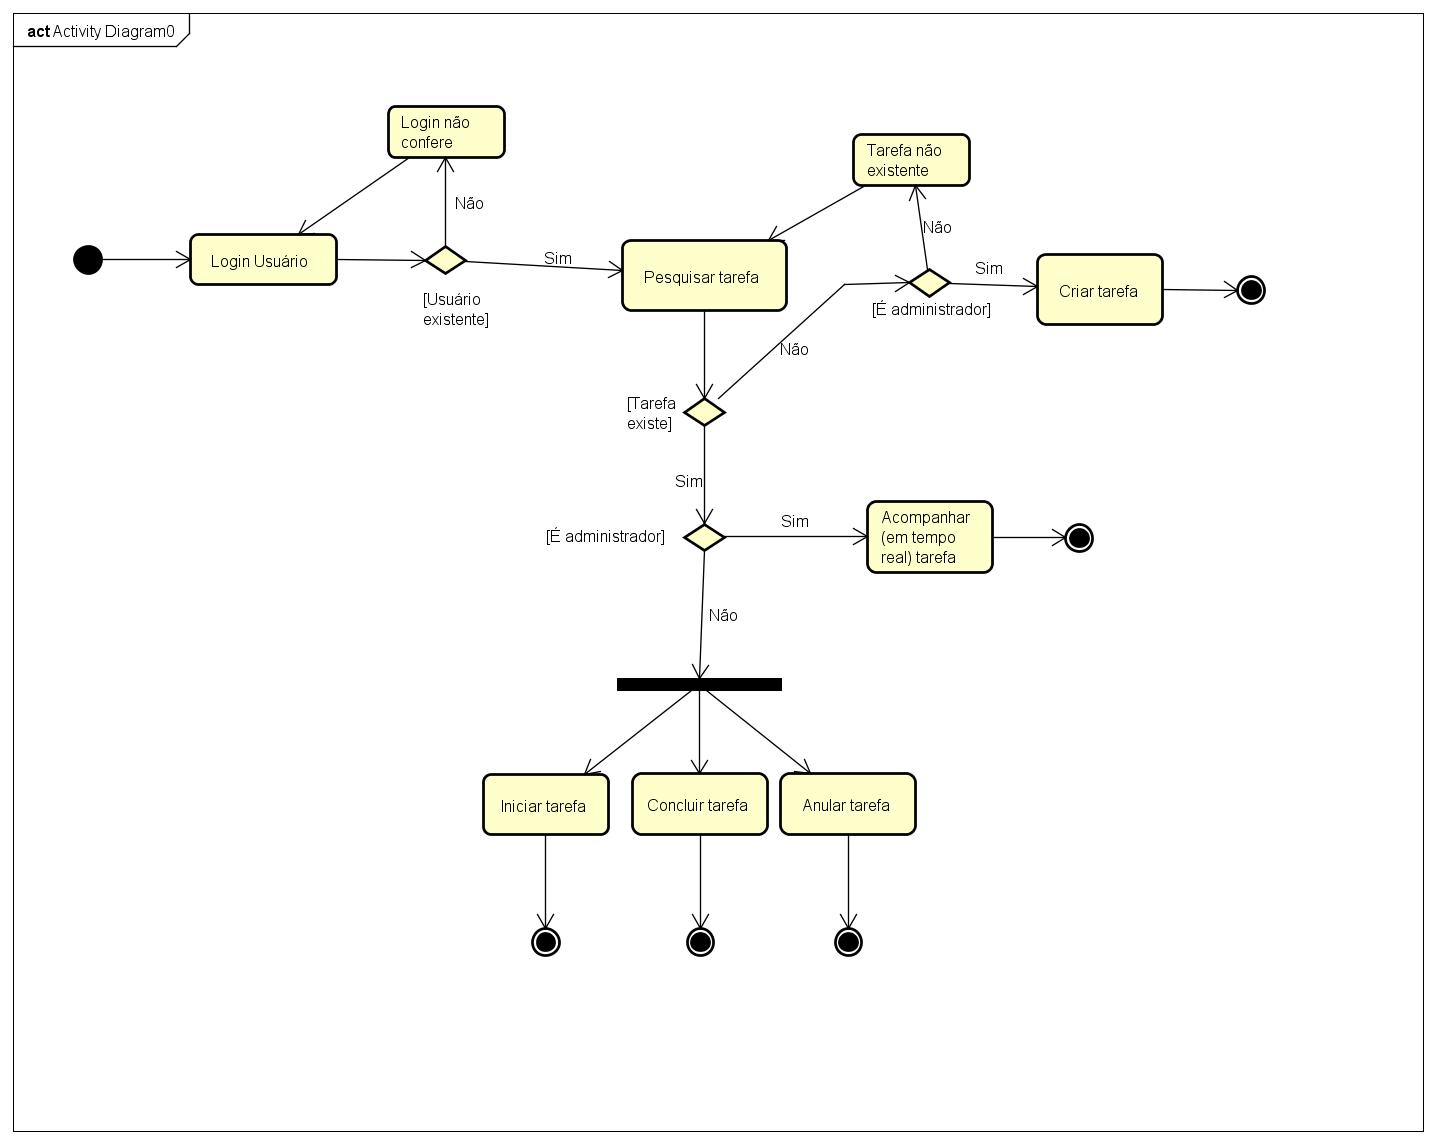 act Activity Diagram0
Login não
confere
Tarefa não
existente
Não
Não
Login Usuário
Sim
Pesquisar tarefa
Sim
Criar tarefa
[Usuário
existente]
[É administrador]
Não
[Tarefa
existe]
Sim
[É administrador]
Sim
Acompanhar
(em tempo
real) tarefa
Não
Iniciar tarefa
Concluir tarefa
Anular tarefa